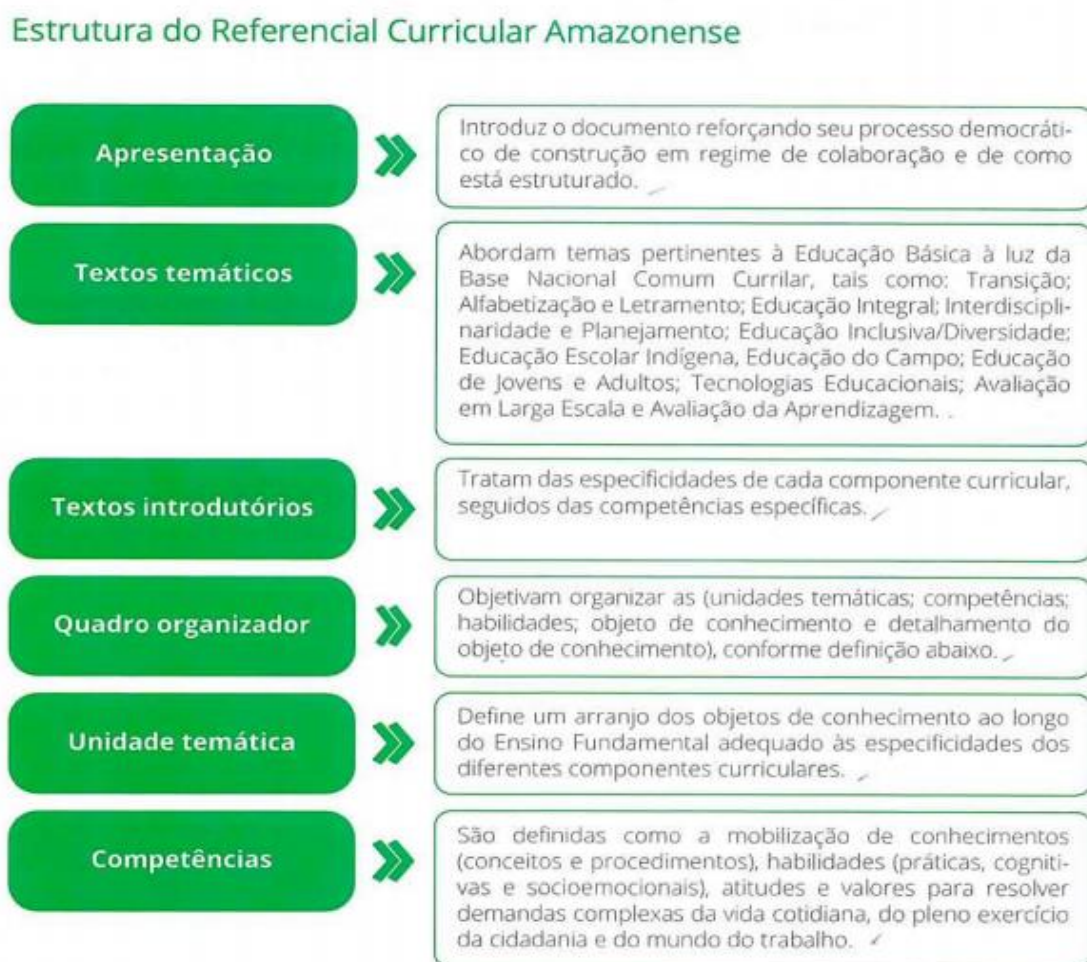 Estrutura do Referencial Curricular Amazonense
Apresentação
Introduz o documento reforçando seu processo democráti-
co de construção em regime de colaboração e de como
está estruturado.
Textos temáticos
Abordam temas pertinentes à Educação Básica à luz da
Base Nacional Comum Currilar, tais como: Transição;
Alfabetização e Letramento; Educação Integral; Interdiscipli-
naridade e Planejamento; Educação Inclusiva/Diversidade;
Educação Escolar Indígena, Educação do Campo; Educação
de Jovens e Adultos; Tecnologias Educacionais; Avaliação
em Larga Escala e Avaliação da Aprendizagem.
Textos introdutórios
Tratam das especificidades de cada componente curricular,
seguidos das competências específicas.
Quadro organizador
Objetivam organizar as (unidades temáticas; competências;
habilidades; objeto de conhecimento e detalhamento do
objeto de conhecimento), conforme definição abaixo.
Unidade temática
Define um arranjo dos objetos de conhecimento ao longo
do Ensino Fundamental adequado às especificidades dos
diferentes componentes curriculares.
Competências
São definidas como a mobilização de conhecimentos
(conceitos e procedimentos), habilidades (práticas, cogniti-
vas e socioemocionais), atitudes e valores para resolver
demandas complexas da vida cotidiana, do pleno exercício
da cidadania e do mundo do trabalho.